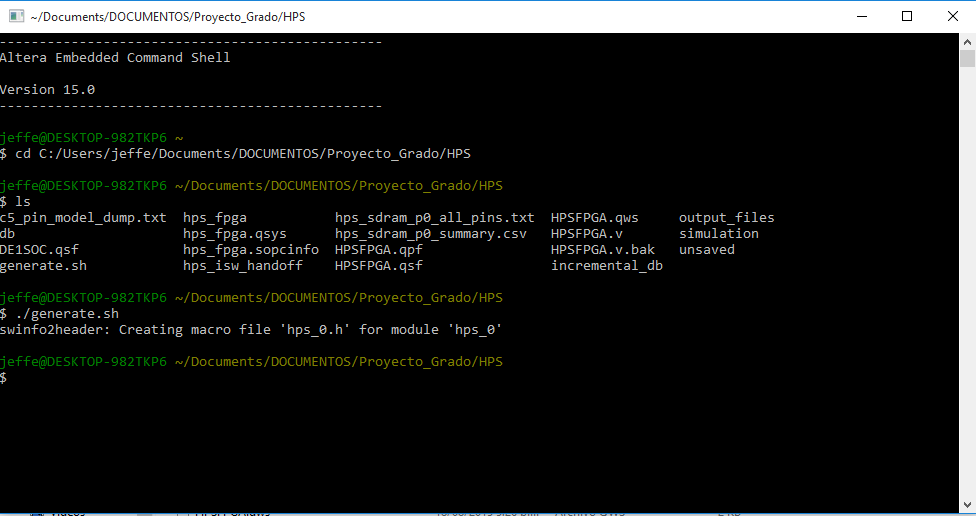 ~/Documents/DOCUMENTOS/Proyecto_Grado/HPS
------------------------------------------------
Altera Embedded Command Shell
Version 15.0
------------------------------------------------
jeffe@DESKTOP-982TKP6 ~
$ cd C:/Users/jeffe/Documents/DOCUMENTOS/Proyecto_Grado/HPS
jeffe@DESKTOP-982TKP6 ~/Documents/DOCUMENTOS/Proyecto_Grado/HPS
$ ls
c5_pin_model_dump.txt  hps_fpga           hps_sdram_p0_all_pins.txt  HPSFPGA.qws    output_files
db                     hps_fpga.qsys      hps_sdram_p0_summary.csv   HPSFPGA.v      simulation
DE1SOC.qsf             hps_fpga.sopcinfo  HPSFPGA.qpf                HPSFPGA.v.bak  unsaved
generate.sh            hps_isw_handoff    HPSFPGA.qsf                incremental_db
jeffe@DESKTOP-982TKP6 ~/Documents/DOCUMENTOS/Proyecto_Grado/HPS
$ ./generate.sh
swinfo2header: Creating macro file 'hps_0.h' for module 'hps_0'
jeffe@DESKTOP-982TKP6 ~/Documents/DOCUMENTOS/Proyecto_Grado/HPS
$